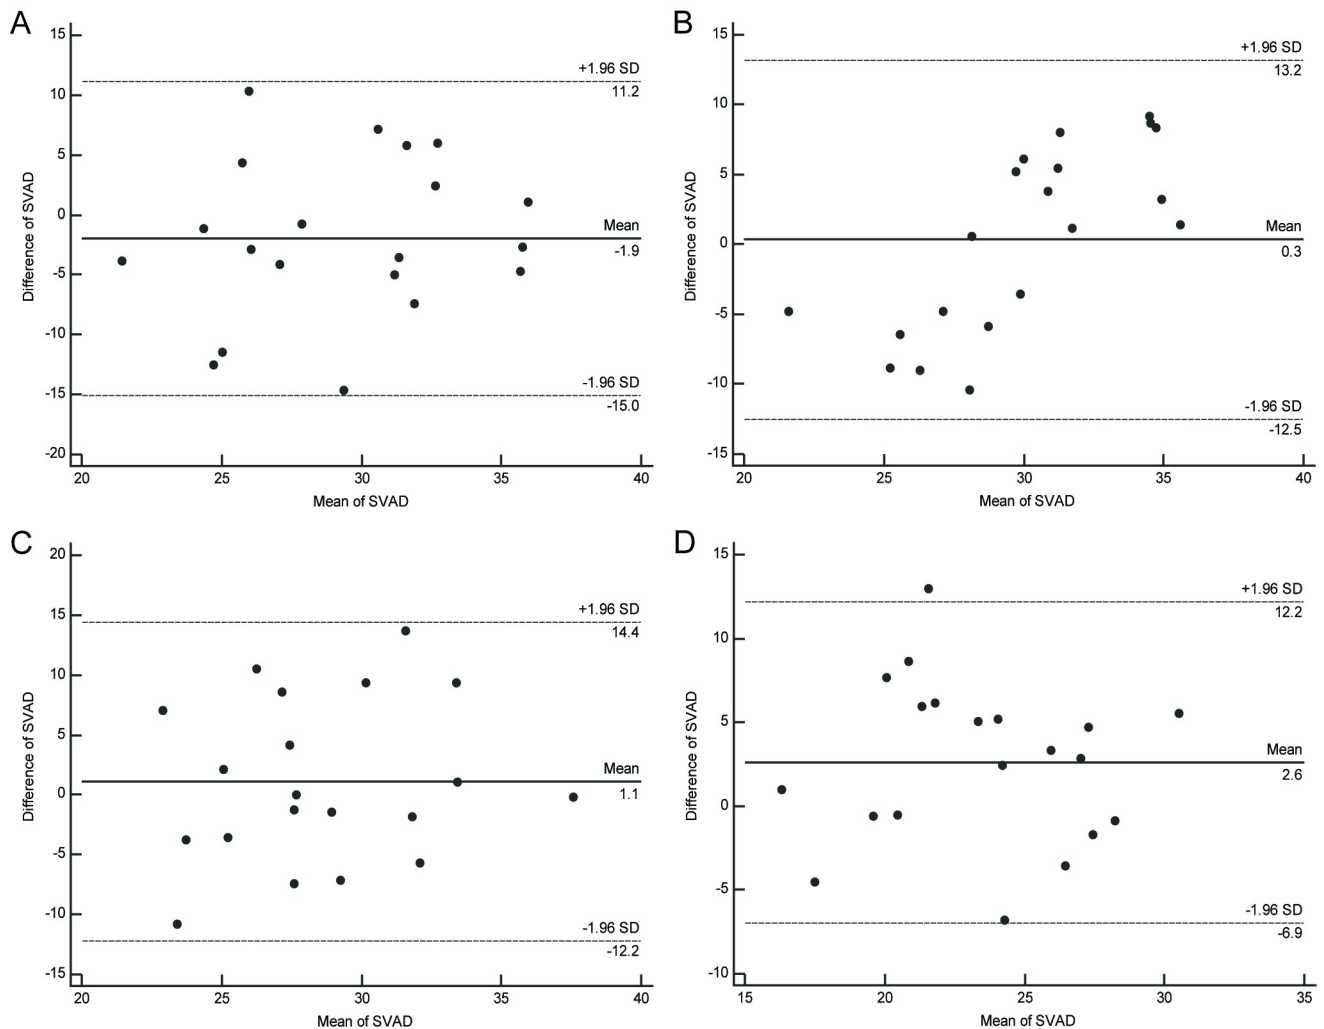 A
15
10
5
0
-5
-10
-15
-20
Difference of SVAD
+1.96 SD
11.2
Mean
-1.9
-1.96 SD
-15.0
20 25 30 35 40
Mean of SVAD
B
15
10
5
0
-5
-10
-15
Difference of SVAD
+1.96 SD
13.2
Mean
0.3
-1.96 SD
-12.5
20 25 30 35 40
Mean of SVAD
C
20
15
10
5
0
-5
-10
-15
Difference of SVAD
+1.96 SD
14.4
Mean
1.1
-1.96 SD
-12.2
20 25 30 35 40
Mean of SVAD
D
15
10
5
0
-5
-10
Difference of SVAD
+1.96 SD
12.2
Mean
2.6
-1.96 SD
-6.9
15 20 25 30 35
Mean of SVAD